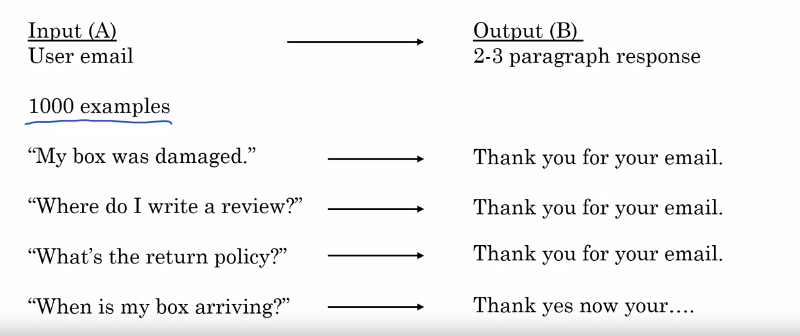 Input (A)
Output (B)
User email
2-3 paragraph response
1000 examples
“My box was damaged.”
Thank you for your email.
“Where do I write a review?”
Thank you for your email.
“What’s the return policy?”
Thank you for your email.
“When is my box arriving?”
Thank yes now your….